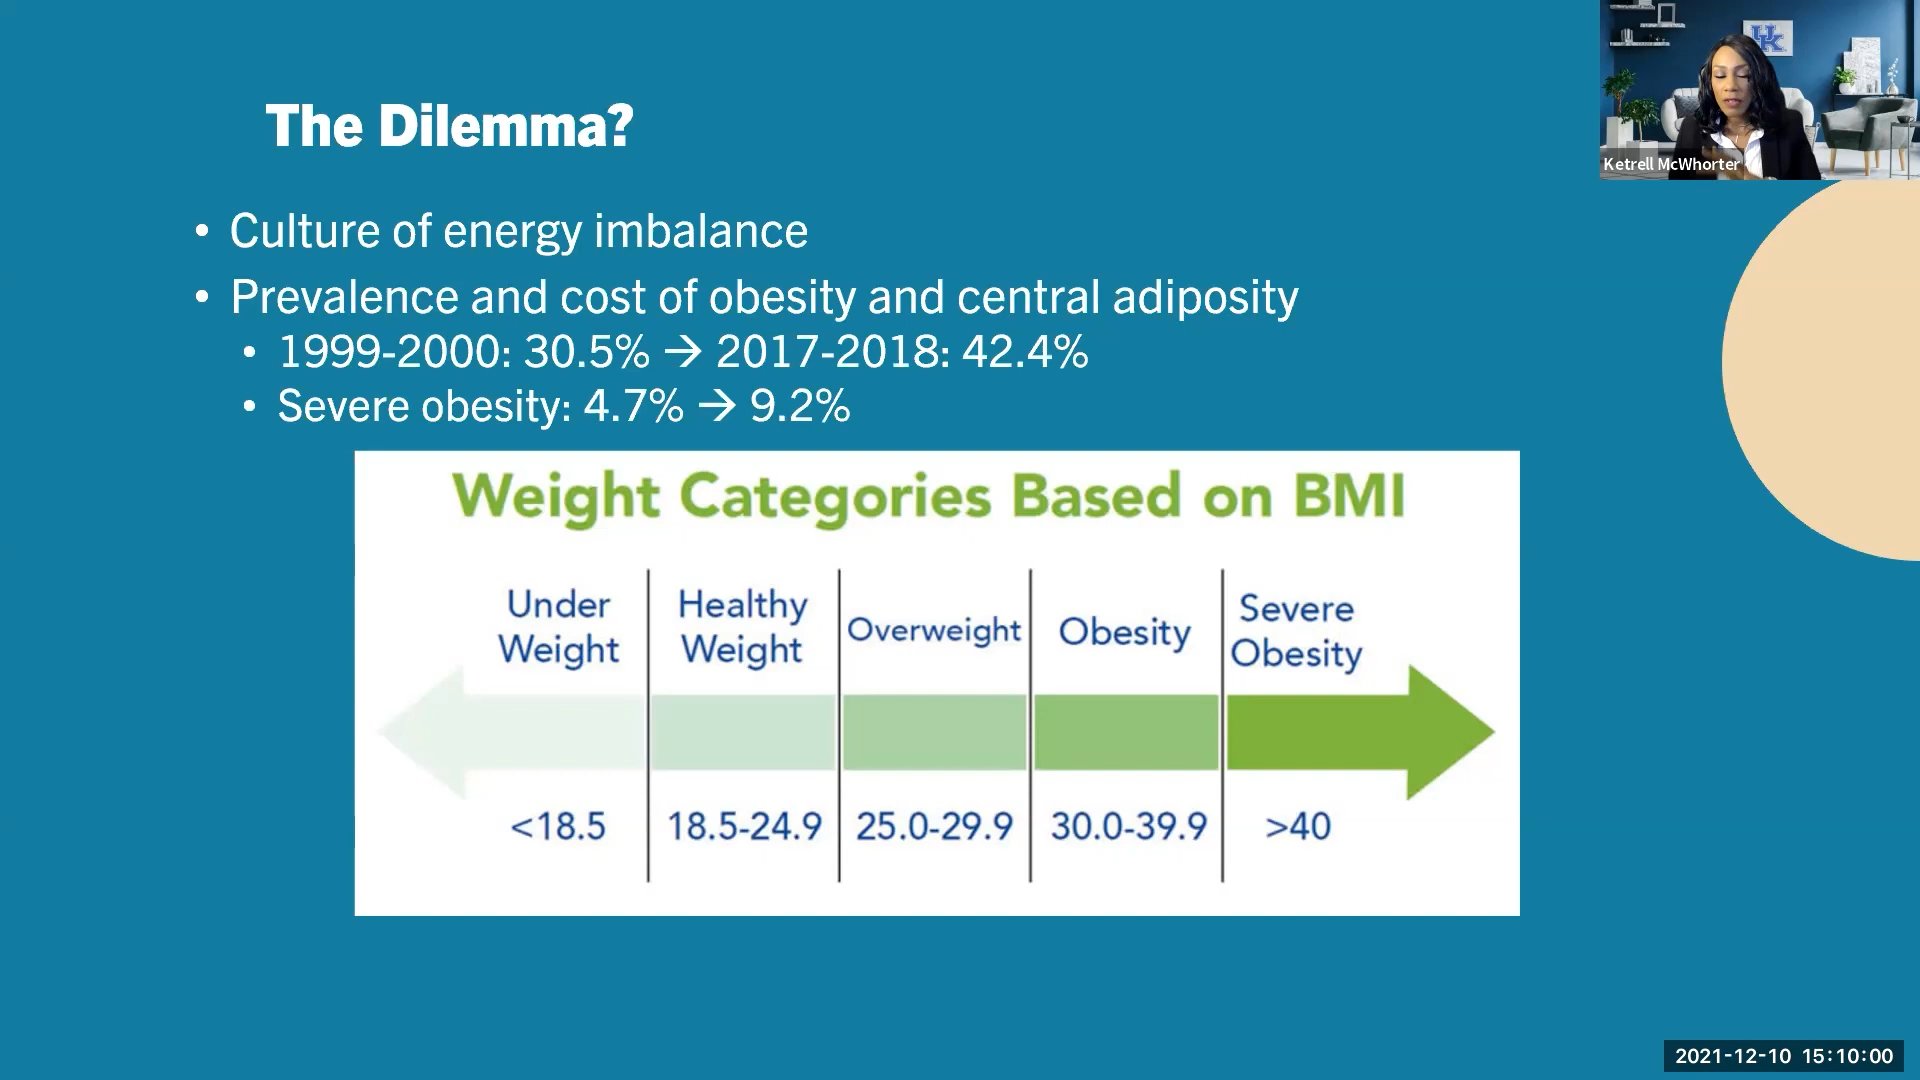 The Dilemma?
• Culture of energy imbalance
• Prevalence and cost of obesity and central adiposity
• 1999-2000: 30.5% → 2017-2018: 42.4%
• Severe obesity: 4.7% → 9.2%
Weight Categories Based on BMI
Under
Weight
Healthy
Weight
Overweight
Obesity
Severe
Obesity
<18.5
18.5-24.9
25.0-29.9
30.0-39.9
>40
UK
Ketrell McWhorter
2021-12-10 15:10:00